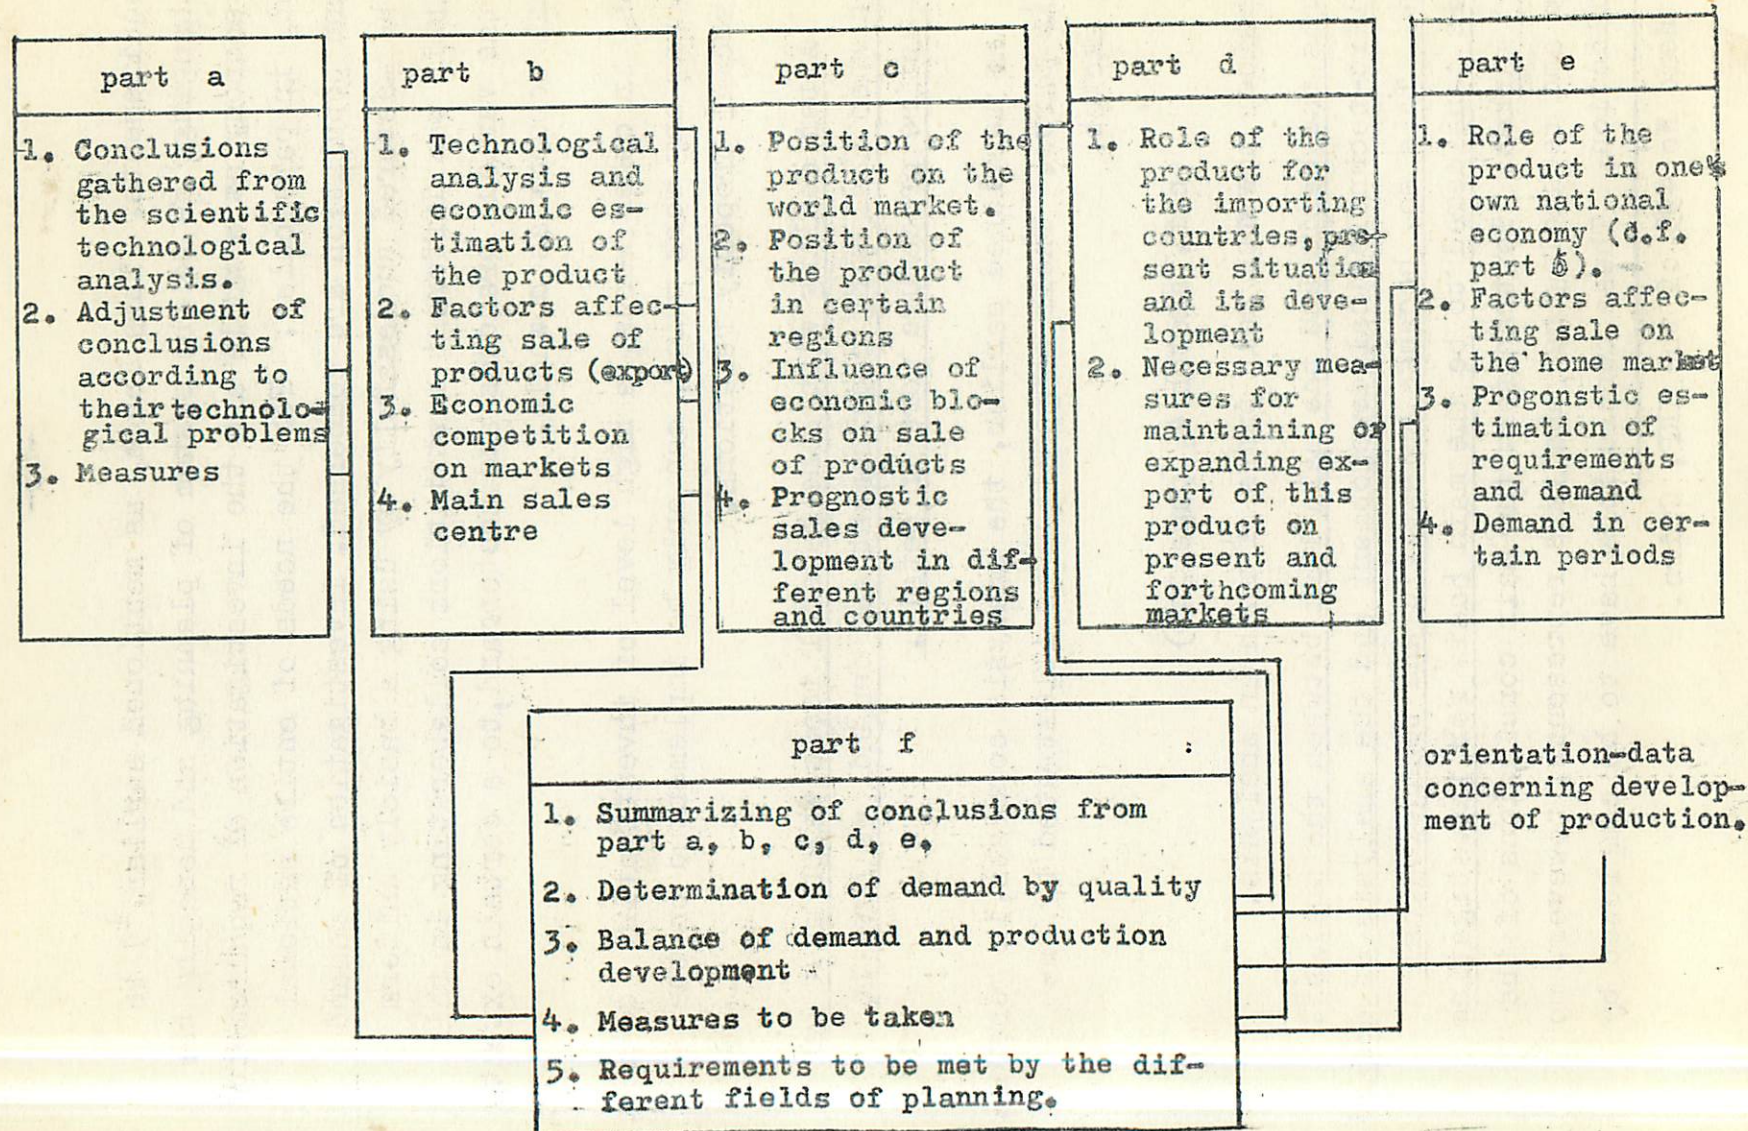 part a
1. Conclusions
gathered from
the scientific
technological
analysis.
2. Adjustment of
conclusions
according to
their technolo-
gical problems
3. Measures
part b
1. Technological
analysis and
economic es-
timation of
the product
2. Factors affec-
ting sale of
products (export)
3. Economic
competition
on markets
4. Main sales
centre
part c
1. Position of the
product on the
world market.
2. Position of
the product
in certain
regions
3. Influence of
economic blo-
cks on sale
of products
4. Prognostic
sales deve-
lopment in dif-
ferent regions
and countries
part d
1. Role of the
product for
the importing
countries, pre-
sent situation
and its deve-
lopment
2. Necessary mea-
sures for
maintaining or
expanding ex-
port of this
product on
present and
forthcoming
markets
part e
1. Role of the
product in one's
own national
economy (c.f.
part ).
2. Factors affec-
ting sale on
the home market
3. Progonstic es-
timation of
requirements
and demand
4. Demand in cer-
tain periods
part f
1. Summarizing of conclusions from
part a, b, c, d, e,
2. Determination of demand by quality
3. Balance of demand and production
development
4. Measures to be taken
5. Requirements to be met by the dif-
ferent fields of planning.
orientation-data
concerning develop-
ment of production.